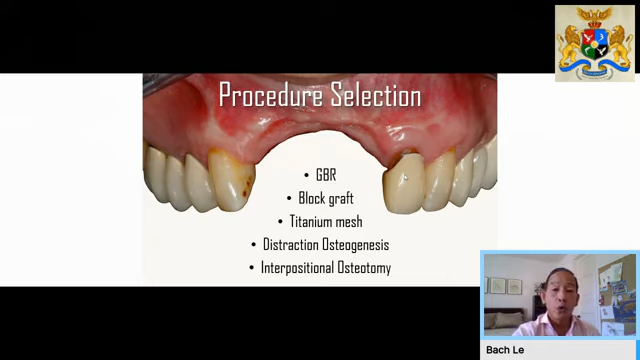 Procedure Selection
• GBR
• Block graft
• Titanium mesh
• Distraction Osteogenesis
• Interpositional Osteotomy
Bach Le